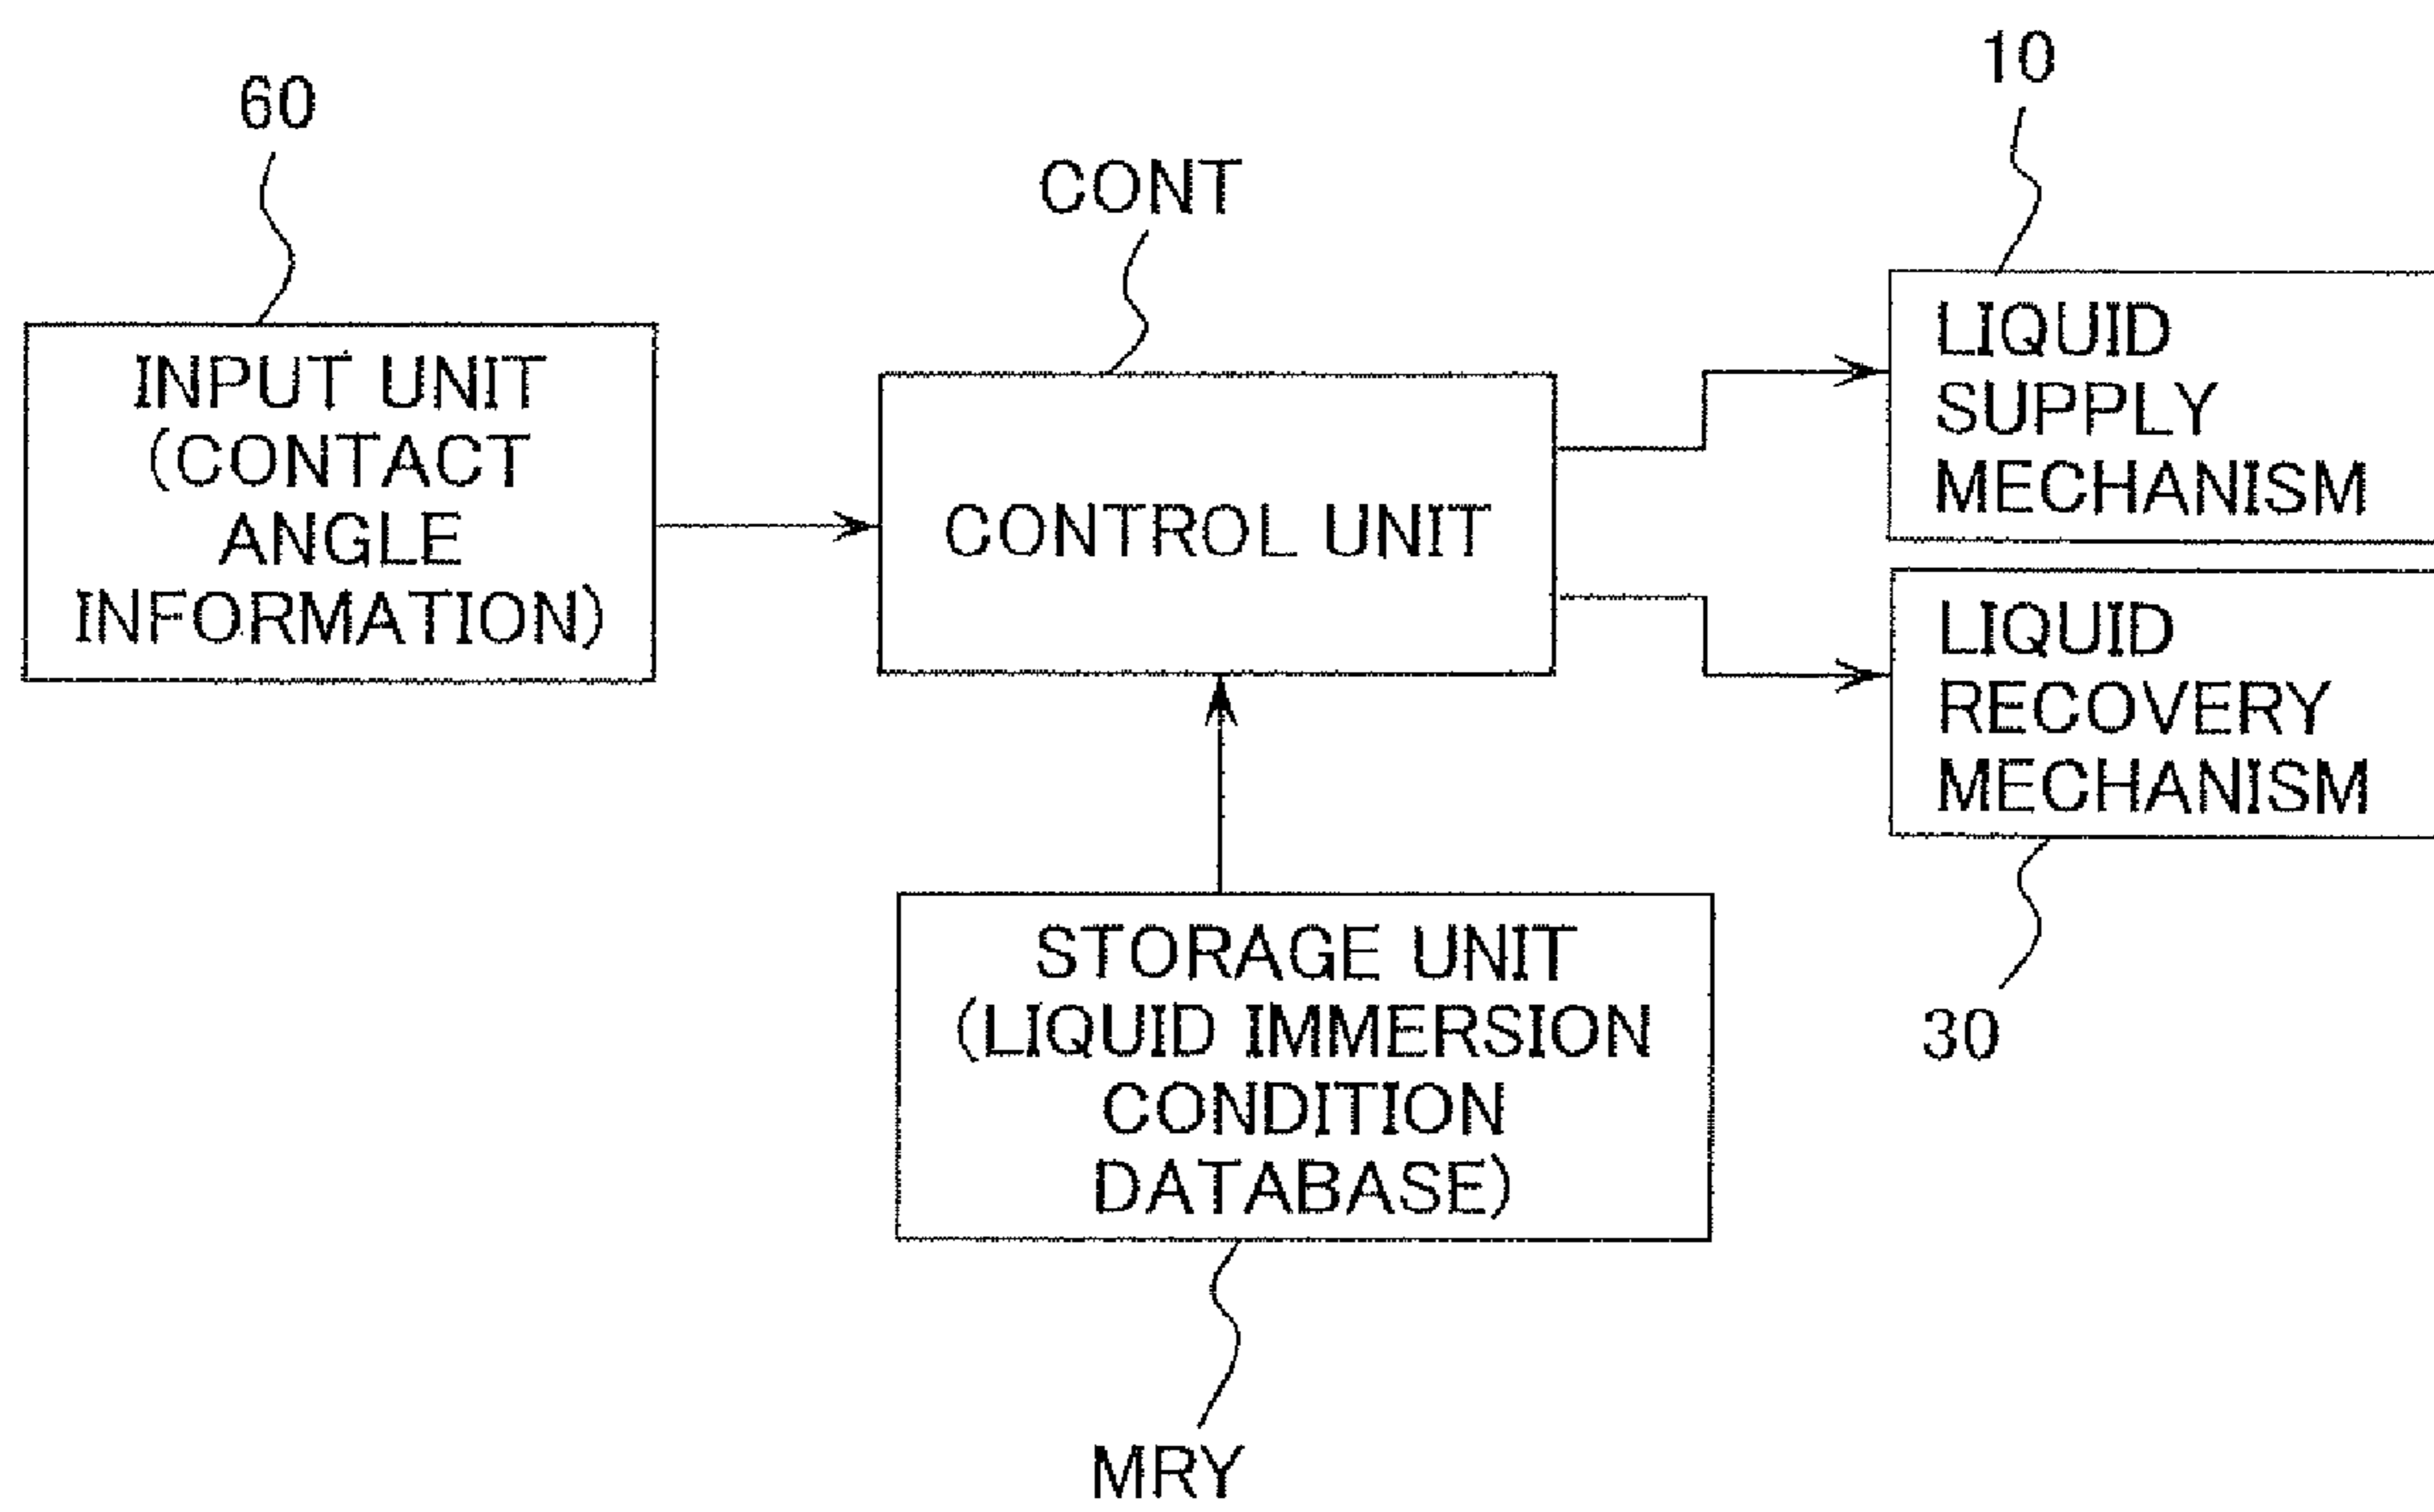 60
INPUT UNIT
(CONTACT
ANGLE
INFORMATION)
CONT
CONTROL UNIT
10
LIQUID
SUPPLY
MECHANISM
LIQUID
RECOVERY
MECHANISM
30
STORAGE UNIT
(LIQUID IMMERSION
CONDITION
DATABASE)
MRY